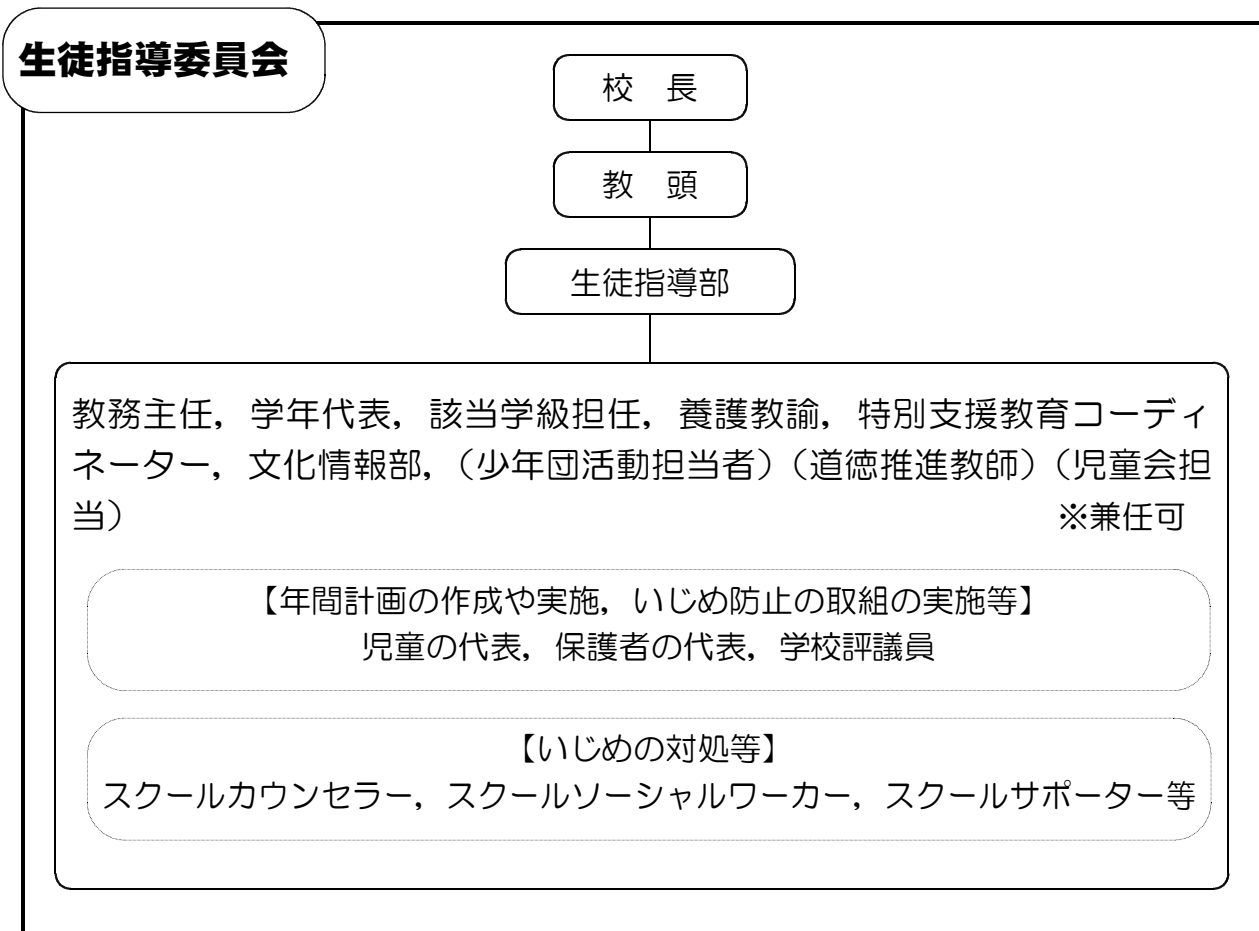 生徒指導委員会
校　長
教　頭
生徒指導部
教務主任，学年代表，該当学級担任，養護教諭，特別支援教育コーディ
ネーター，文化情報部，（少年団活動担当者）（道徳推進教師）（児童会担
当）　※兼任可
【年間計画の作成や実施，いじめ防止の取組の実施等】
児童の代表，保護者の代表，学校評議員
【いじめの対処等】
スクールカウンセラー，スクールソーシャルワーカー，スクールサポーター等